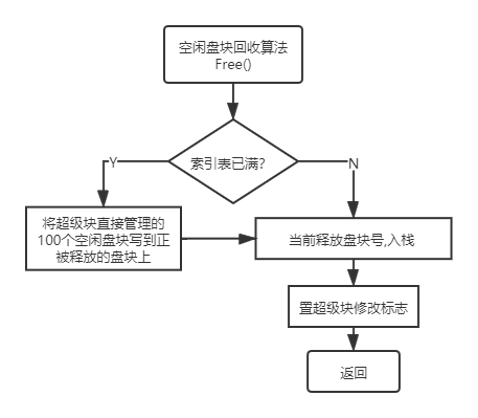 空闲盘块回收算法
Free()
索引表已满?
Y
N
将超级块直接管理的
100个空闲盘块写到正
被释放的盘块上
当前释放盘块号,入栈
置超级块修改标志
返回